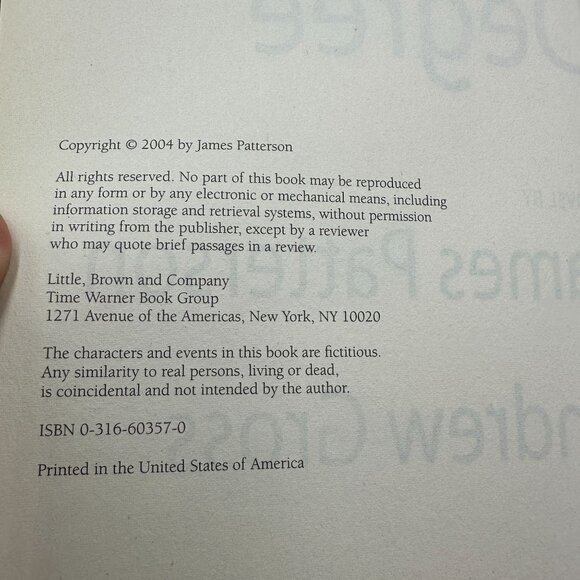 Degree
Copyright © 2004 by James Patterson
All rights reserved. No part of this book may be reproduced
in any form or by any electronic or mechanical means, including
information storage and retrieval systems, without permission
in writing from the publisher, except by a reviewer
who may quote brief passages in a review.
Little, Brown and Company
Time Warner Book Group
1271 Avenue of the Americas, New York, NY 10020
The characters and events in this book are fictitious.
Any similarity to real persons, living or dead,
is coincidental and not intended by the author.
ISBN 0-316-60357-0
Printed in the United States of America